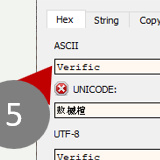 Hex String Copy
ASCII
Verific
UNICODE:
5
UTF-8
Verific